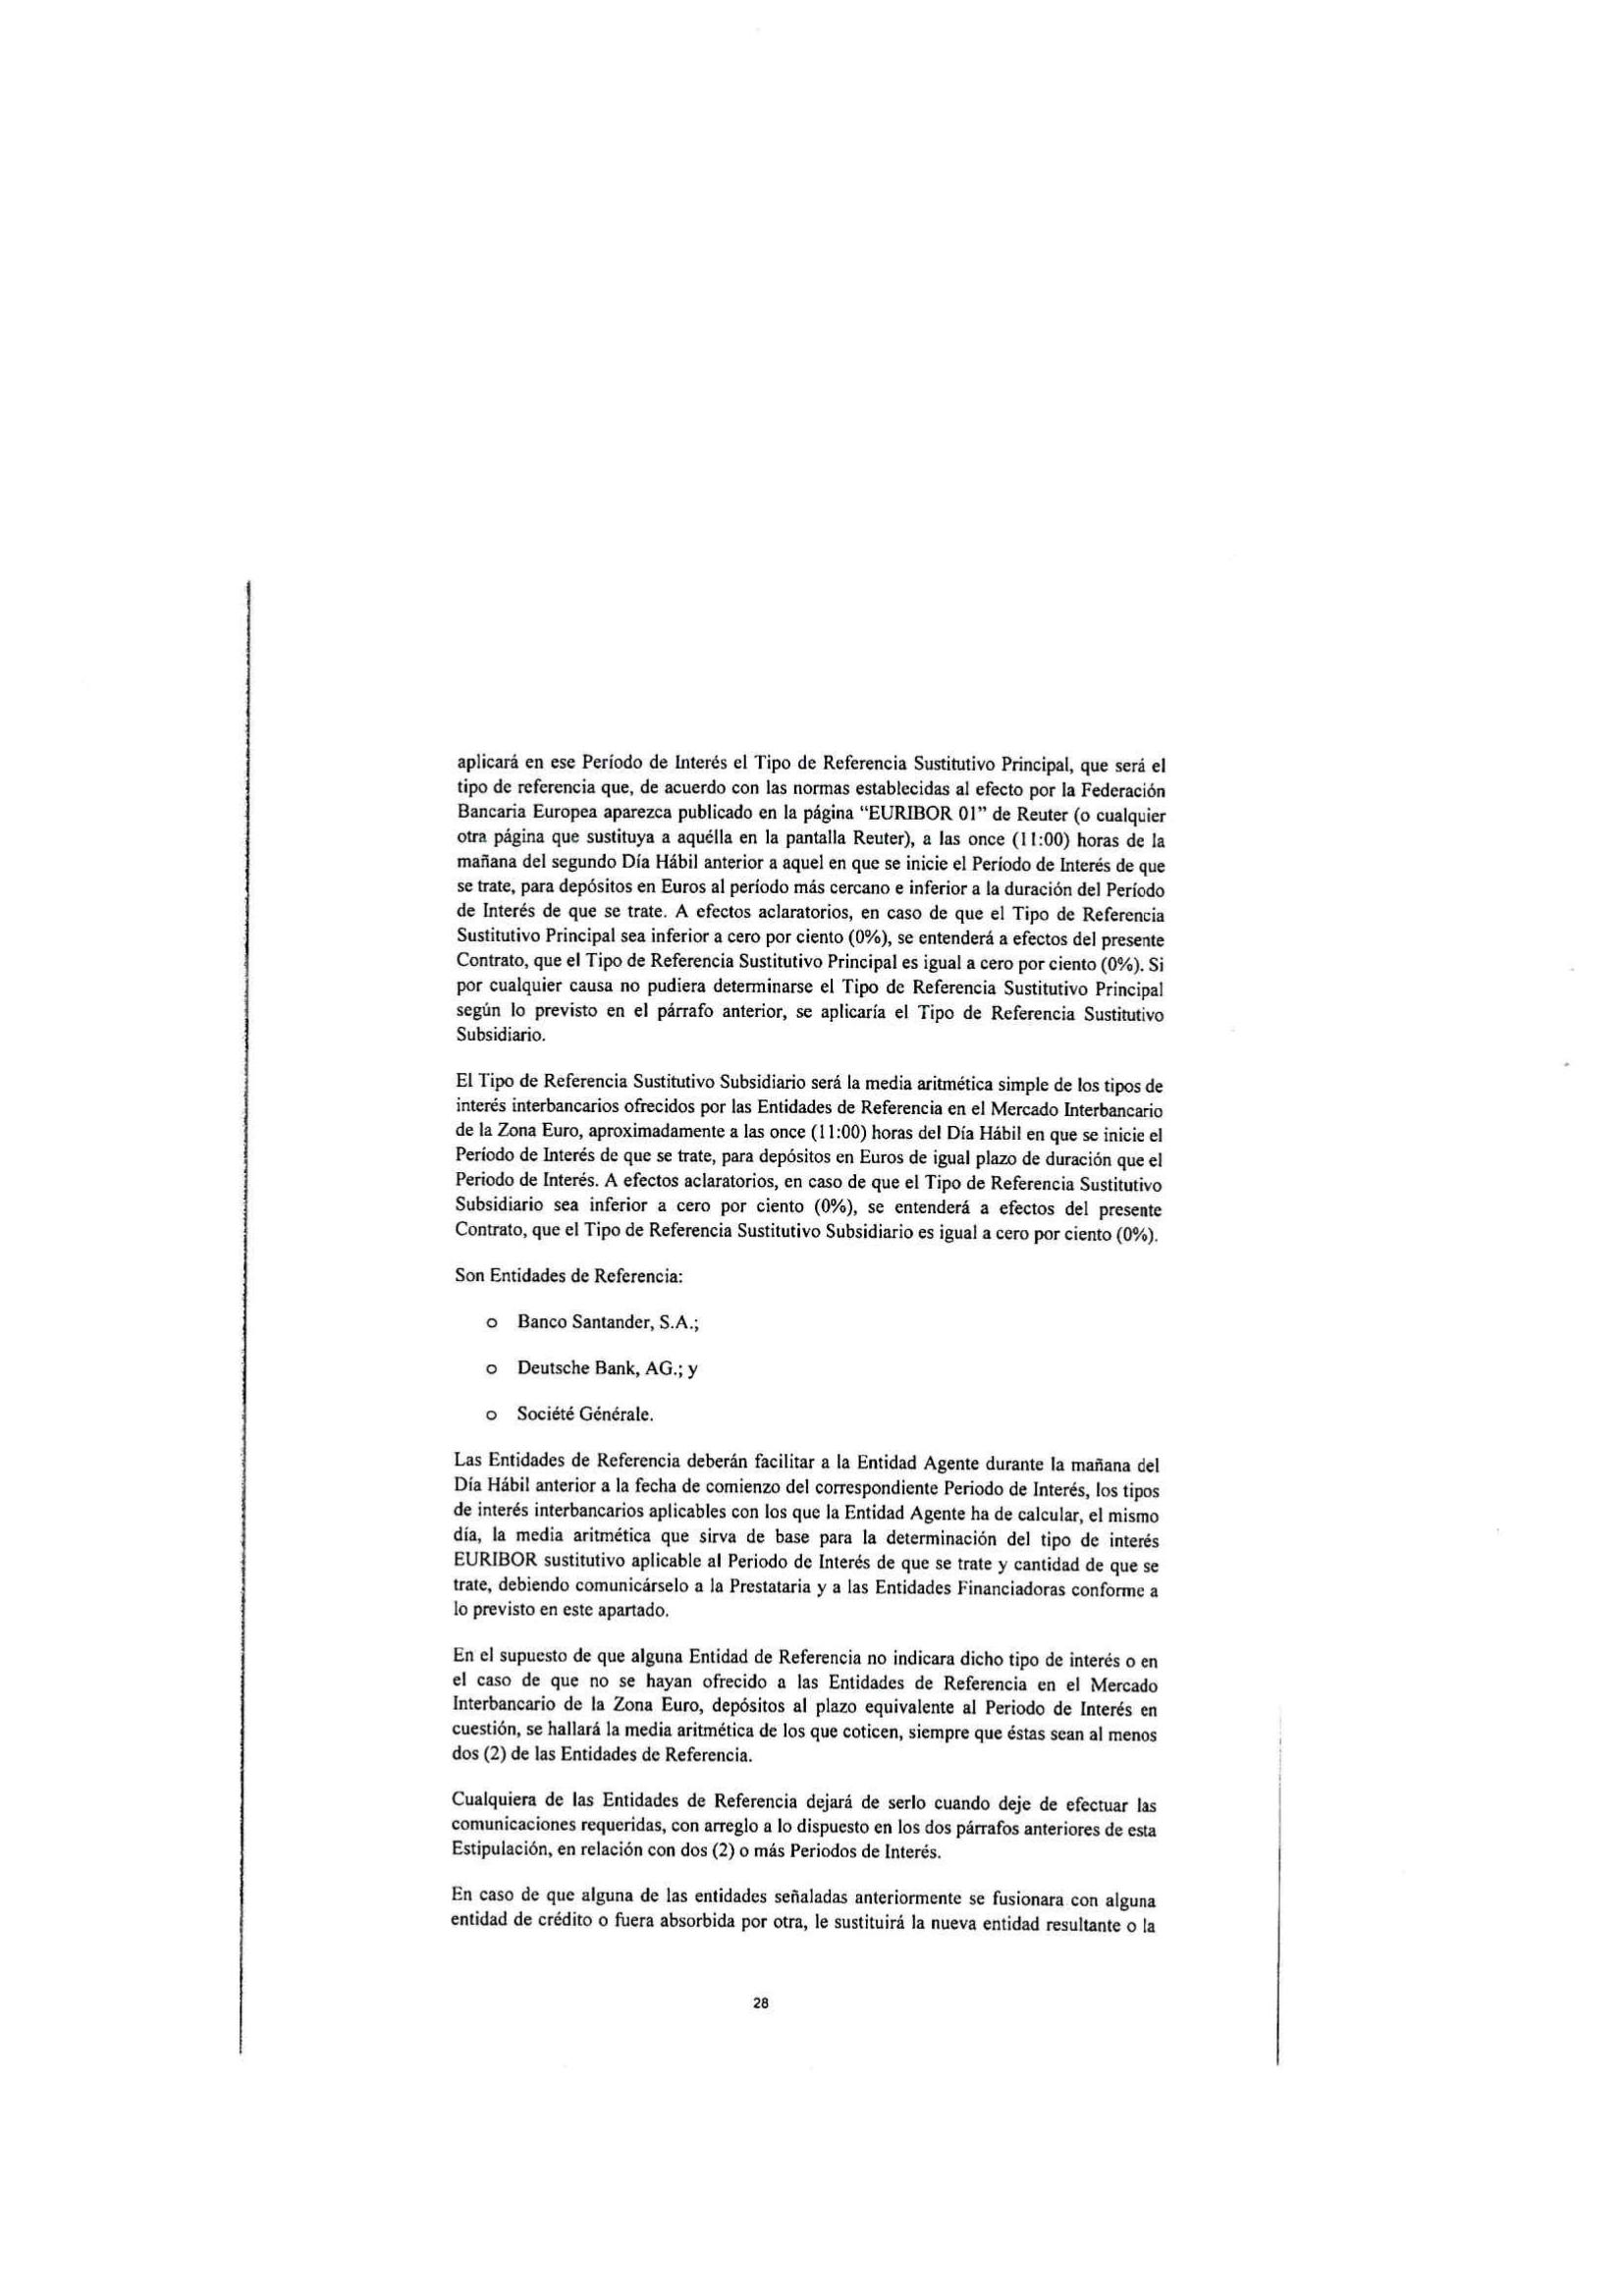 aplicará en ese Período de Interés el Tipo de Referencia Sustitutivo Principal, que será el
tipo de referencia que, de acuerdo con las normas establecidas al efecto por la Federación
Bancaria Europea aparezca publicado en la página “EURIBOR 01” de Reuter (o cualquier
otra página que sustituya a aquélla en la pantalla Reuter), a las once (11:00) horas de la
mañana del segundo Día Hábil anterior a aquel en que se inicie el Período de Interés de que
se trate, para depósitos en Euros al período más cercano e inferior a la duración del Período
de Interés de que se trate. A efectos aclaratorios, en caso de que el Tipo de Referencia
Sustitutivo Principal sea inferior a cero por ciento (0%), se entenderá a efectos del presente
Contrato, que el Tipo de Referencia Sustitutivo Principal es igual a cero por ciento (0%). Si
por cualquier causa no pudiera determinarse el Tipo de Referencia Sustitutivo Principal
según lo previsto en el párrafo anterior, se aplicaría el Tipo de Referencia Sustitutivo
Subsidiario.
El Tipo de Referencia Sustitutivo Subsidiario será la media aritmética simple de los tipos de
interés interbancarios ofrecidos por las Entidades de Referencia en el Mercado Interbancario
de la Zona Euro, aproximadamente a las once (11:00) horas del Día Hábil en que se inicie el
Período de Interés de que se trate, para depósitos en Euros de igual plazo de duración que el
Periodo de Interés. A efectos aclaratorios, en caso de que el Tipo de Referencia Sustitutivo
Subsidiario sea inferior a cero por ciento (0%), se entenderá a efectos del presente
Contrato, que el Tipo de Referencia Sustitutivo Subsidiario es igual a cero por ciento (0%).
Son Entidades de Referencia:
o Banco Santander, S.A.;
o Deutsche Bank, AG.; y
o Société Générale.
Las Entidades de Referencia deberán facilitar a la Entidad Agente durante la mañana del
Día Hábil anterior a la fecha de comienzo del correspondiente Periodo de Interés, los tipos
de interés interbancarios aplicables con los que la Entidad Agente ha de calcular, el mismo
día, la media aritmética que sirva de base para la determinación del tipo de interés
EURIBOR sustitutivo aplicable al Periodo de Interés de que se trate y cantidad de que se
trate, debiendo comunicárselo a la Prestataria y a las Entidades Financiadoras conforme a
lo previsto en este apartado.
En el supuesto de que alguna Entidad de Referencia no indicara dicho tipo de interés o en
el caso de que no se hayan ofrecido a las Entidades de Referencia en el Mercado
Interbancario de la Zona Euro, depósitos al plazo equivalente al Periodo de Interés en
cuestión, se hallará la media aritmética de los que coticen, siempre que éstas sean al menos
dos (2) de las Entidades de Referencia.
Cualquiera de las Entidades de Referencia dejará de serlo cuando deje de efectuar las
comunicaciones requeridas, con arreglo a lo dispuesto en los dos párrafos anteriores de esta
Estipulación, en relación con dos (2) o más Periodos de Interés.
En caso de que alguna de las entidades señaladas anteriormente se fusionara con alguna
entidad de crédito o fuera absorbida por otra, le sustituirá la nueva entidad resultante o la
28